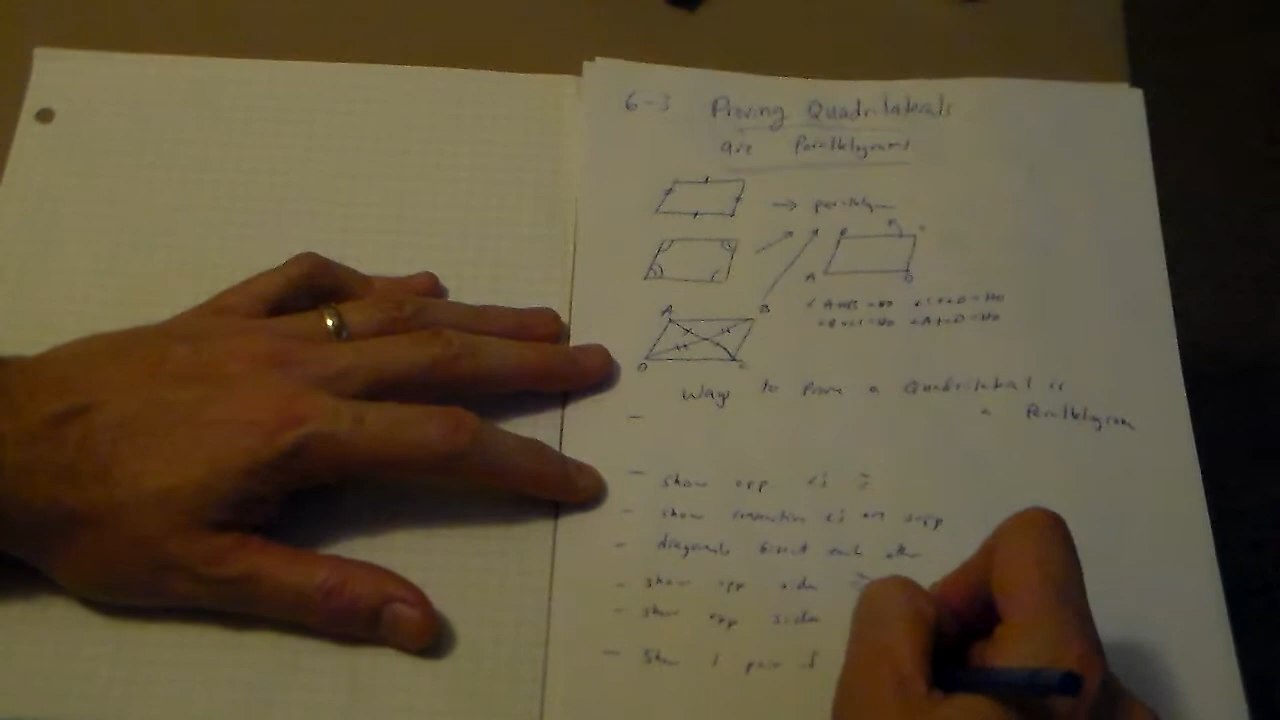 6-3 Proving Quadrilaterals
are Parallelograms
→ parallelg
A B
D C
A D
Ways to Prove a Quadrilateral is
a Parallelogram
-
- show opp <'s ≅
- show consecutive <'s are supp
- diagonals bisect each other
- show opp sides
- show opp sides
- Show 1 pair of